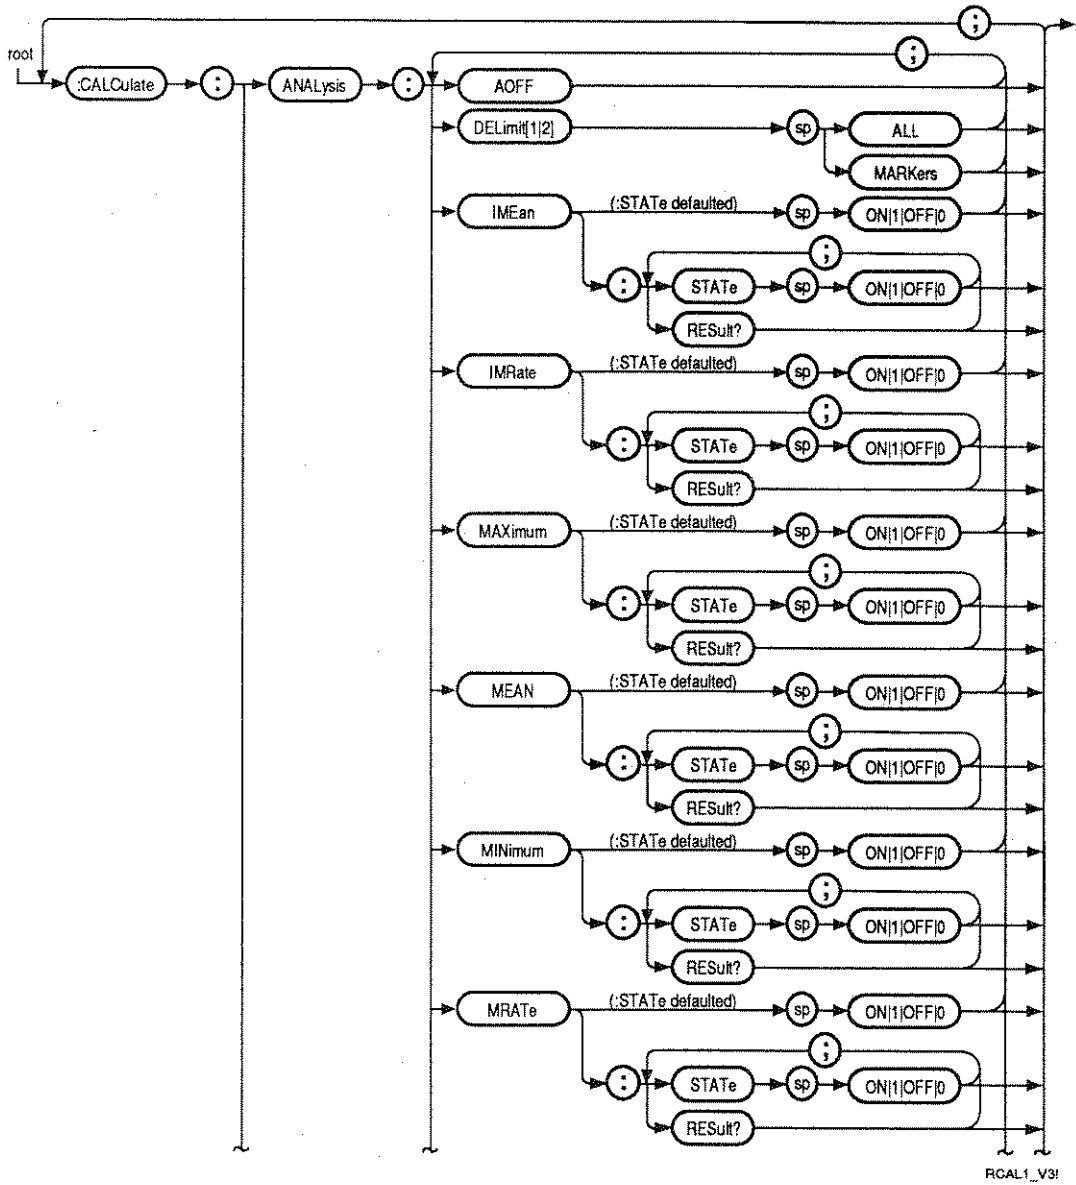 ;
root
;
:CALCulate : ANALysis : AOFF
DELimit[1|2] sp ALL
MARKers
IMEan (:STATe defaulted) sp ON|1|OFF|0
;
: STATe sp ON|1|OFF|0
RESult?
IMRate (:STATe defaulted) sp ON|1|OFF|0
;
: STATe sp ON|1|OFF|0
RESult?
MAXimum (:STATe defaulted) sp ON|1|OFF|0
;
: STATe sp ON|1|OFF|0
RESult?
MEAN (:STATe defaulted) sp ON|1|OFF|0
;
: STATe sp ON|1|OFF|0
RESult?
MINimum (:STATe defaulted) sp ON|1|OFF|0
;
: STATe sp ON|1|OFF|0
RESult?
MRATe (:STATe defaulted) sp ON|1|OFF|0
;
: STATe sp ON|1|OFF|0
RESult?
RCAL1_V3!